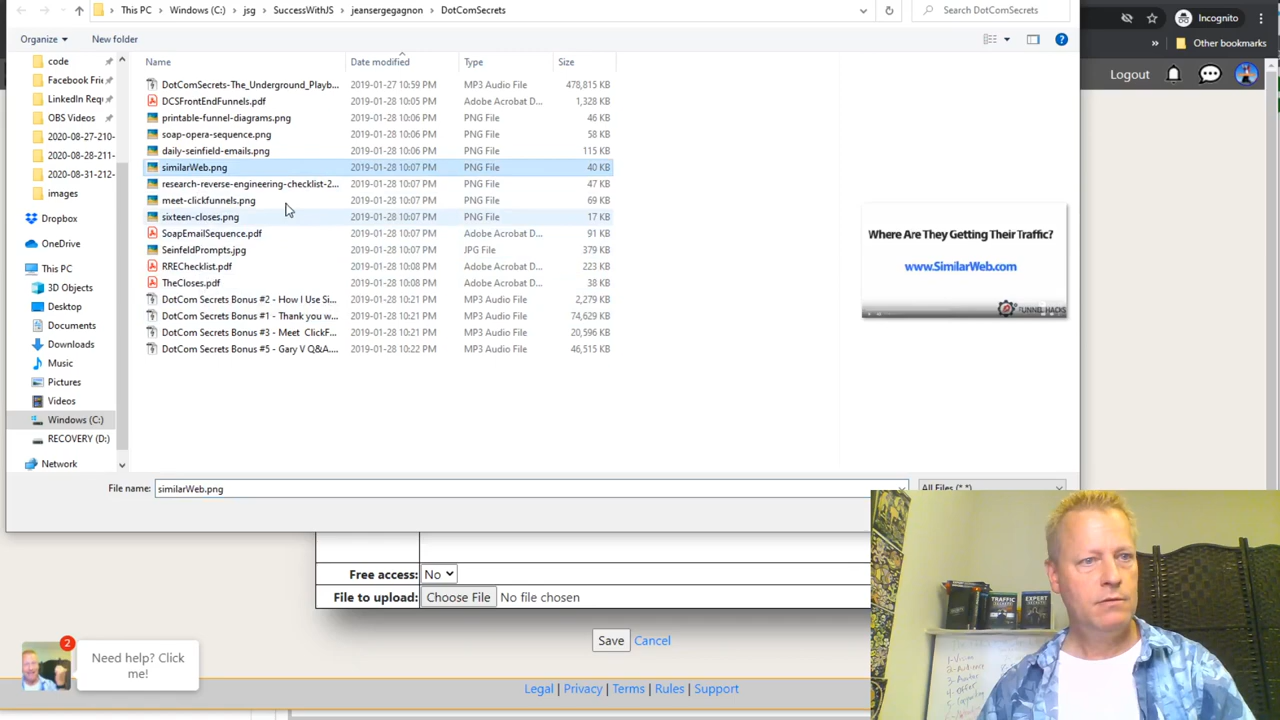 This PC > Windows (C:) > jsg > SuccessWithJS > jeansergegagnon > DotComSecrets
Search DotComSecrets
Incognito
Organize
New folder
» Other bookmarks
Logout
Name Date modified Type Size
code
Facebook Frie
LinkedIn Requ
OBS Videos
2020-08-27-210-
2020-08-28-211-
2020-08-31-212-
images
Dropbox
OneDrive
This PC
3D Objects
Desktop
Documents
Downloads
Music
Pictures
Videos
Windows (C:)
RECOVERY (D:)
Network
DotComSecrets-The_Underground_Playb... 2019-01-27 10:59 PM MP3 Audio File 478,815 KB
DCSFrontEndFunnels.pdf 2019-01-28 10:05 PM Adobe Acrobat D... 1,328 KB
printable-funnel-diagrams.png 2019-01-28 10:06 PM PNG File 46 KB
soap-opera-sequence.png 2019-01-28 10:06 PM PNG File 58 KB
daily-seinfield-emails.png 2019-01-28 10:06 PM PNG File 115 KB
similarWeb.png 2019-01-28 10:07 PM PNG File 40 KB
research-reverse-engineering-checklist-2... 2019-01-28 10:07 PM PNG File 47 KB
meet-clickfunnels.png 2019-01-28 10:07 PM PNG File 69 KB
sixteen-closes.png 2019-01-28 10:07 PM PNG File 17 KB
SoapEmailSequence.pdf 2019-01-28 10:07 PM Adobe Acrobat D... 91 KB
SeinfeldPrompts.jpg 2019-01-28 10:07 PM JPG File 379 KB
RREChecklist.pdf 2019-01-28 10:08 PM Adobe Acrobat D... 223 KB
TheCloses.pdf 2019-01-28 10:08 PM Adobe Acrobat D... 38 KB
DotCom Secrets Bonus #2 - How I Use Si... 2019-01-28 10:21 PM MP3 Audio File 2,279 KB
DotCom Secrets Bonus #1 - Thank you w... 2019-01-28 10:21 PM MP3 Audio File 74,629 KB
DotCom Secrets Bonus #3 - Meet ClickF... 2019-01-28 10:21 PM MP3 Audio File 20,596 KB
DotCom Secrets Bonus #5 - Gary V Q&A.... 2019-01-28 10:22 PM MP3 Audio File 46,515 KB
Where Are They Getting Their Traffic?
www.SimilarWeb.com
FUNNEL HACKS
File name: similarWeb.png
All Files (*.*)
Free access: No
File to upload: Choose File No file chosen
Save Cancel
2
Need help? Click
me!
Legal | Privacy | Terms | Rules | Support
TRAFFIC
EXPERT